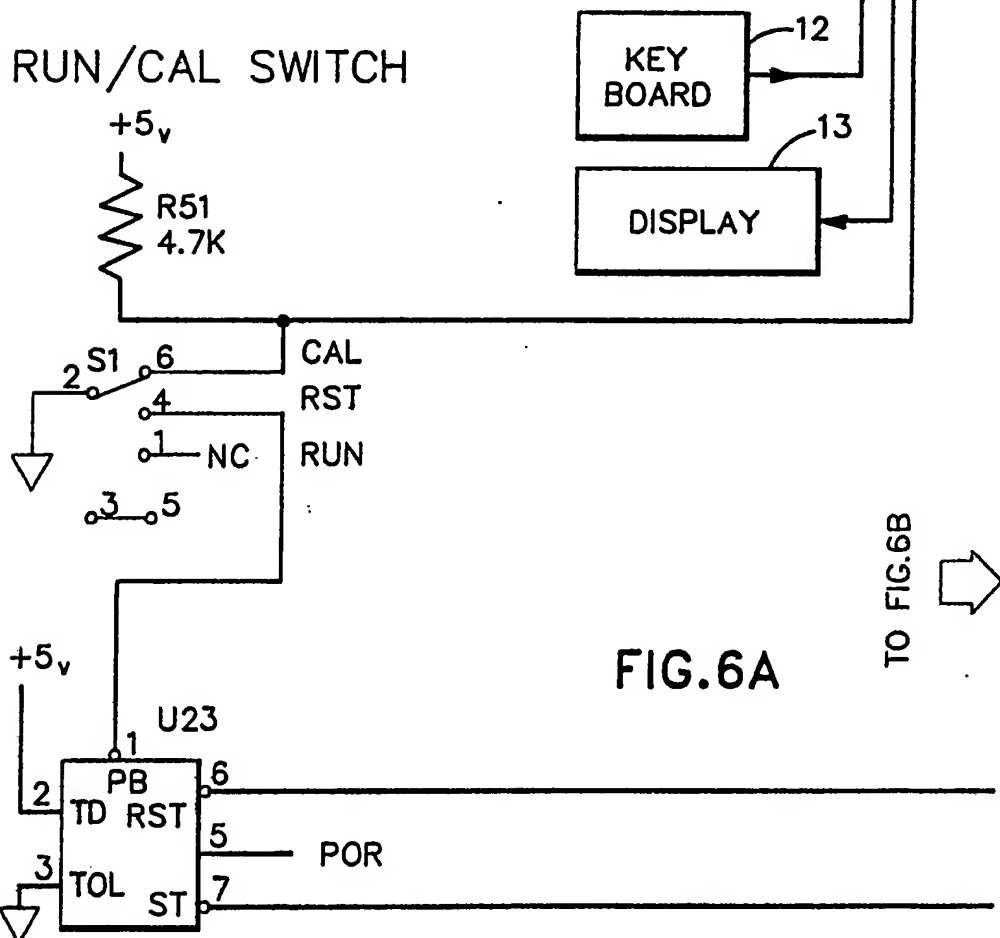 RUN/CAL SWITCH
+5v
R51
4.7K
KEY
BOARD
12
13
DISPLAY
S1
2
6
CAL
4
RST
1
NC
RUN
3
5
TO FIG.6B
FIG.6A
+5v
U23
1
PB
2
TD
RST
6
5
POR
3
TOL
ST
7